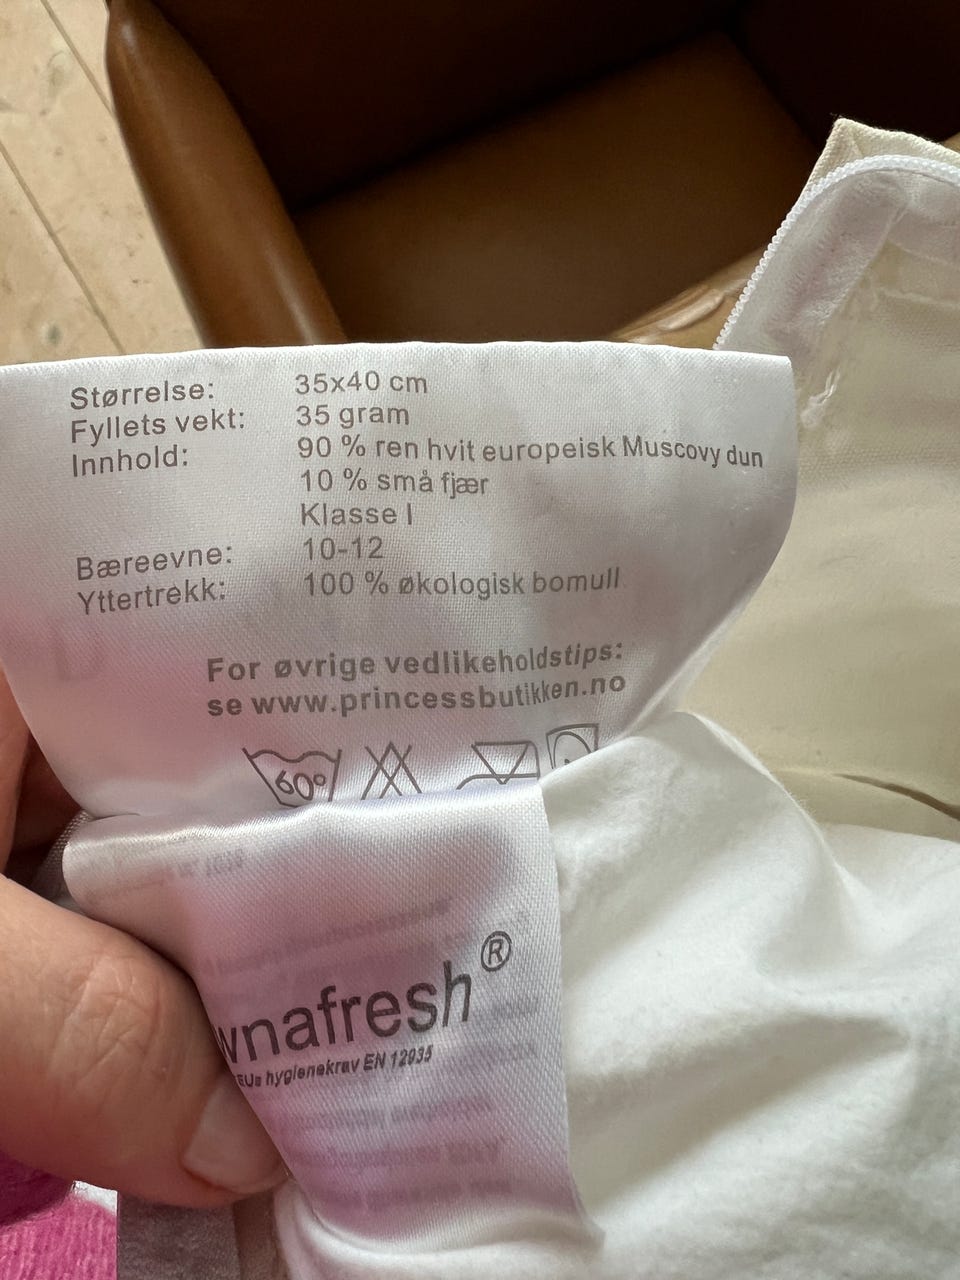 Størrelse: 35x40 cm
Fyllets vekt: 35 gram
Innhold: 90 % ren hvit europeisk Muscovy dun
10 % små fjær
Klasse I
Bæreevne: 10-12
Yttertrekk: 100 % økologisk bomull
For øvrige vedlikeholdstips:
se www.princessbutikken.no
60°
wnafresh®
EUs hygienekrav EN 12935